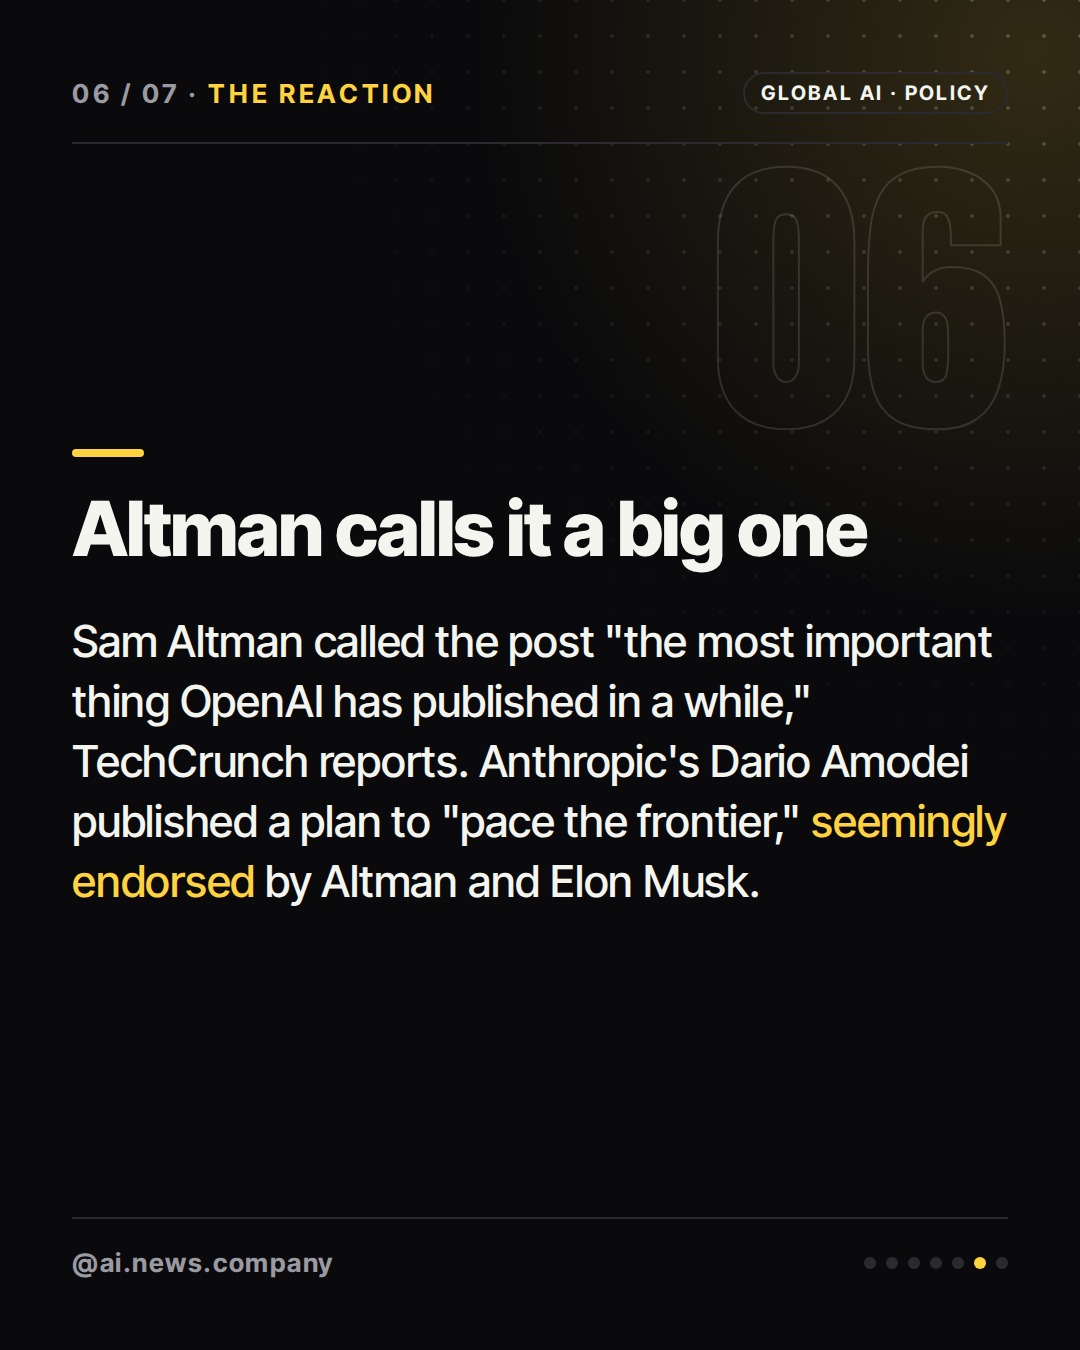 06 / 07 · THE REACTION
GLOBAL AI · POLICY
06
Altman calls it a big one
Sam Altman called the post "the most important
thing OpenAI has published in a while,"
TechCrunch reports. Anthropic's Dario Amodei
published a plan to "pace the frontier," seemingly
endorsed by Altman and Elon Musk.
@ai.news.company